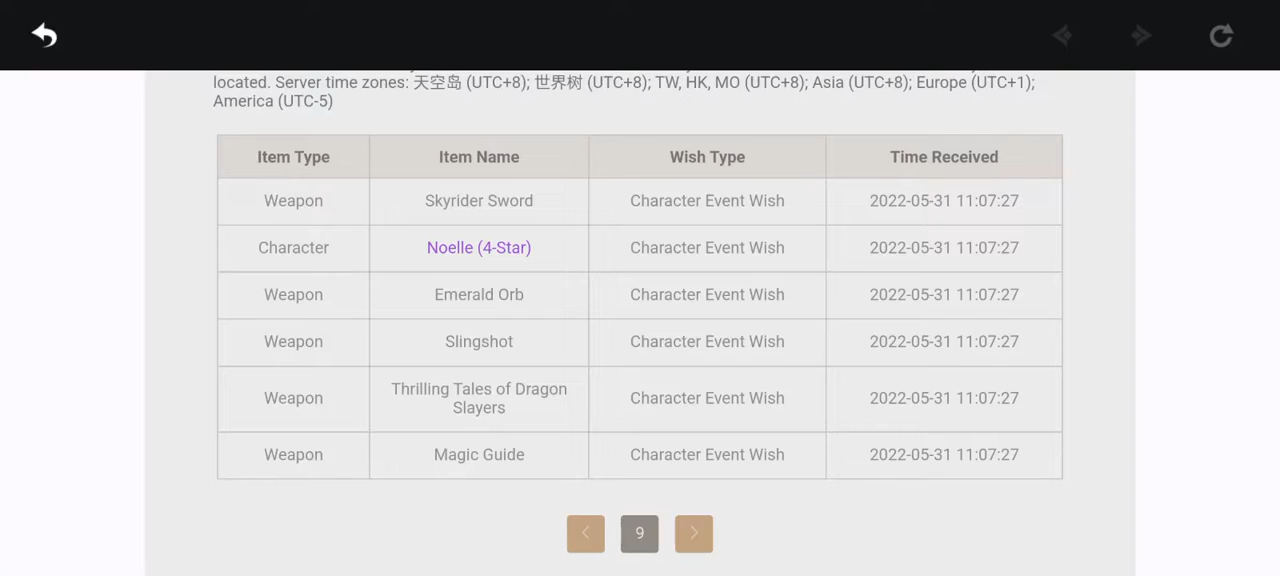 located. Server time zones: 天空岛 (UTC+8); 世界树 (UTC+8); TW, HK, MO (UTC+8); Asia (UTC+8); Europe (UTC+1);
America (UTC-5)
Item Type Item Name Wish Type Time Received
Weapon Skyrider Sword Character Event Wish 2022-05-31 11:07:27
Character Noelle (4-Star) Character Event Wish 2022-05-31 11:07:27
Weapon Emerald Orb Character Event Wish 2022-05-31 11:07:27
Weapon Slingshot Character Event Wish 2022-05-31 11:07:27
Weapon Thrilling Tales of Dragon Slayers Character Event Wish 2022-05-31 11:07:27
Weapon Magic Guide Character Event Wish 2022-05-31 11:07:27
9